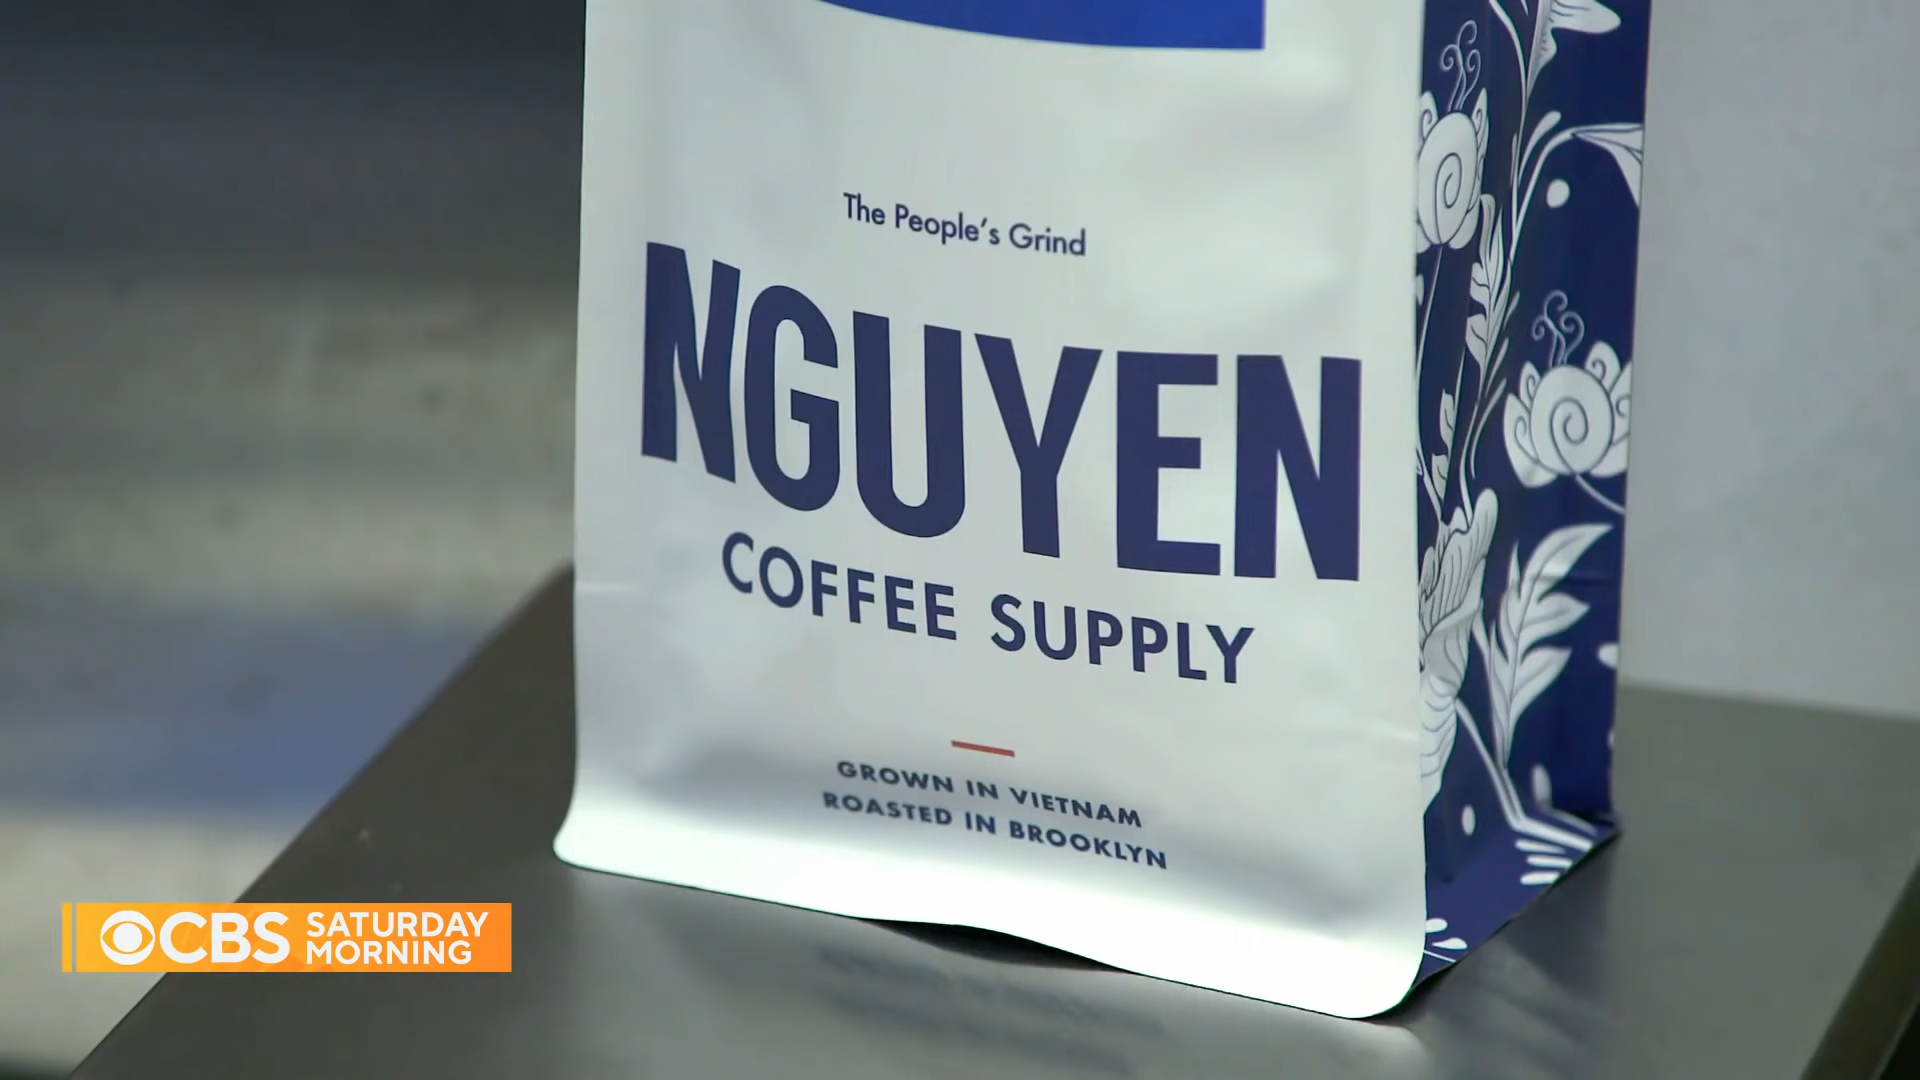 The People's Grind
NGUYEN
COFFEE SUPPLY
GROWN IN VIETNAM
ROASTED IN BROOKLYN
CBS SATURDAY
MORNING